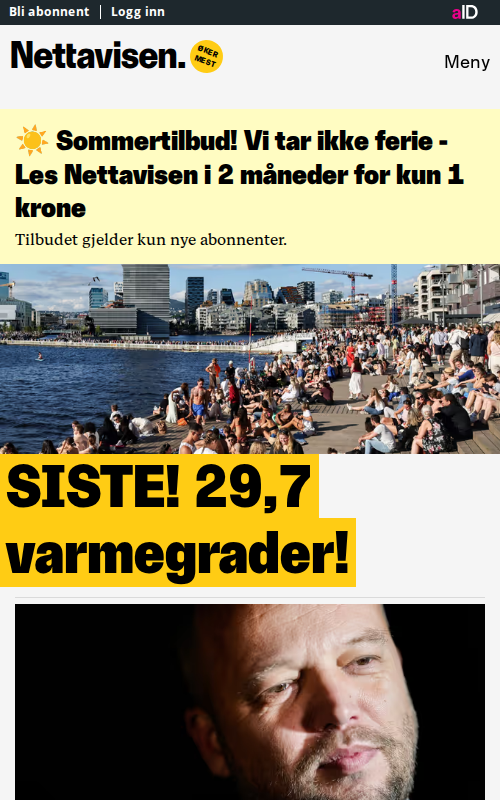 Bli abonnent | Logg inn
aID
Nettavisen.
ØKER
MEST
Meny
Sommertilbud! Vi tar ikke ferie -
Les Nettavisen i 2 måneder for kun 1
krone
Tilbudet gjelder kun nye abonnenter.
SISTE! 29,7
varmegrader!